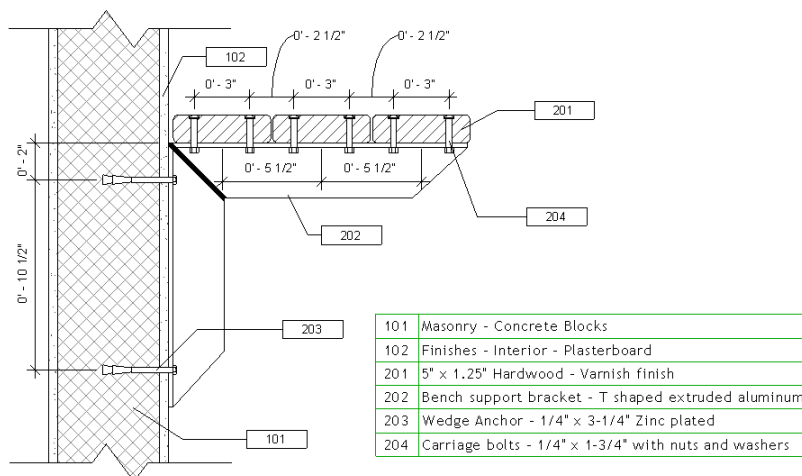 0' - 2 1/2"
0' - 2 1/2"
102
0' - 3"
0' - 3"
0' - 3"
201
0' - 2"
0' - 5 1/2"
0' - 5 1/2"
204
202
0' - 10 1/2"
203
101
101 Masonry - Concrete Blocks
102 Finishes - Interior - Plasterboard
201 5" x 1.25" Hardwood - Varnish finish
202 Bench support bracket - T shaped extruded aluminum
203 Wedge Anchor - 1/4" x 3-1/4" Zinc plated
204 Carriage bolts - 1/4" x 1-3/4" with nuts and washers